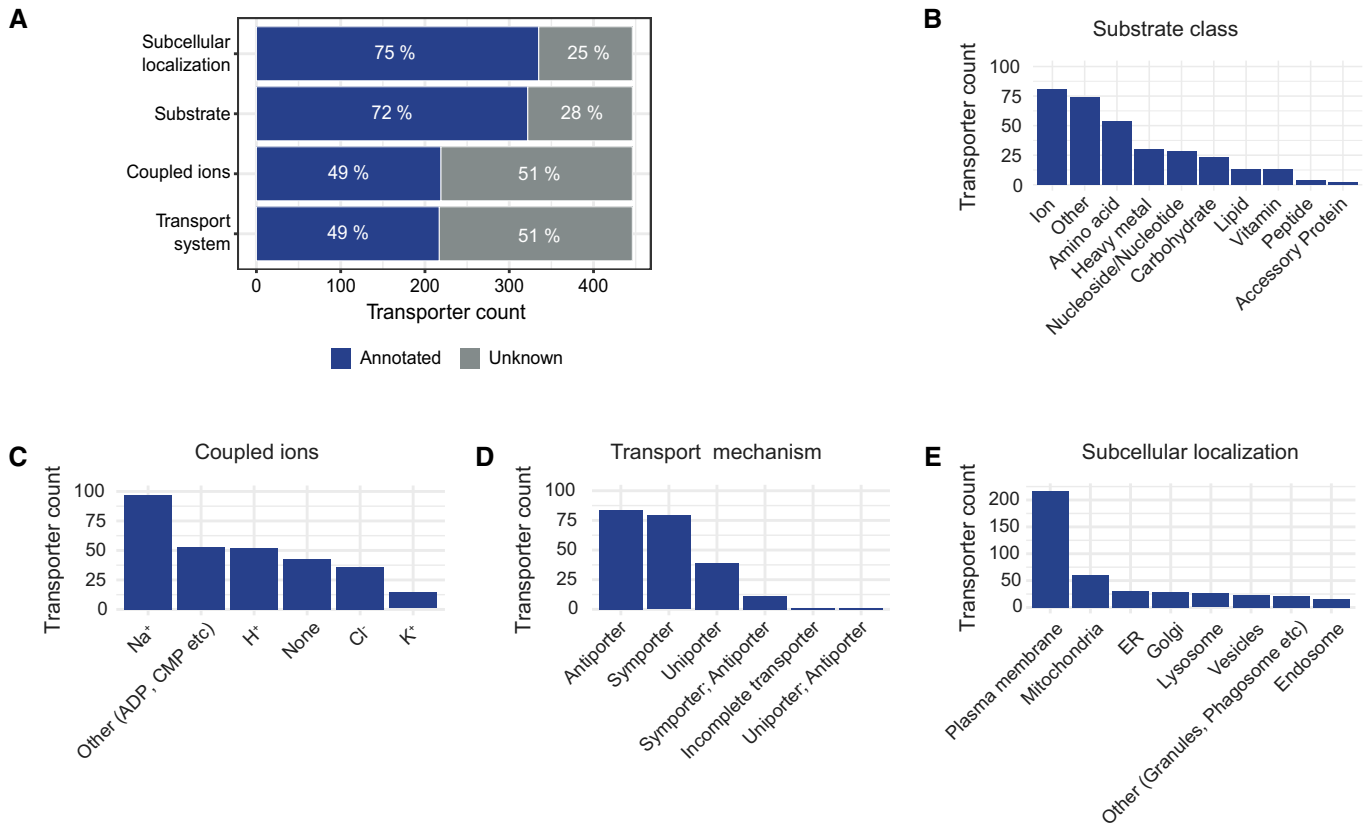 A
Subcellular
localization
75 %
25 %
Substrate
72 %
28 %
Coupled ions
49 %
51 %
Transport
system
49 %
51 %
0
100
200
300
400
Transporter count
Annotated
Unknown
B
Substrate class
Transporter count
100
75
50
25
0
Ion
Other
Amino acid
Heavy metal
Nucleoside/Nucleotide
Carbohydrate
Lipid
Vitamin
Peptide
Accessory Protein
C
Coupled ions
Transporter count
100
75
50
25
0
Na⁺
Other (ADP, CMP etc)
H⁺
None
Cl⁻
K⁺
D
Transport mechanism
Transporter count
100
75
50
25
0
Antiporter
Symporter
Uniporter
Symporter; Antiporter
Incomplete transporter
Uniporter; Antiporter
E
Subcellular localization
Transporter count
200
150
100
50
0
Plasma membrane
Mitochondria
ER
Golgi
Lysosome
Vesicles
Other (Granules, Phagosome etc)
Endosome